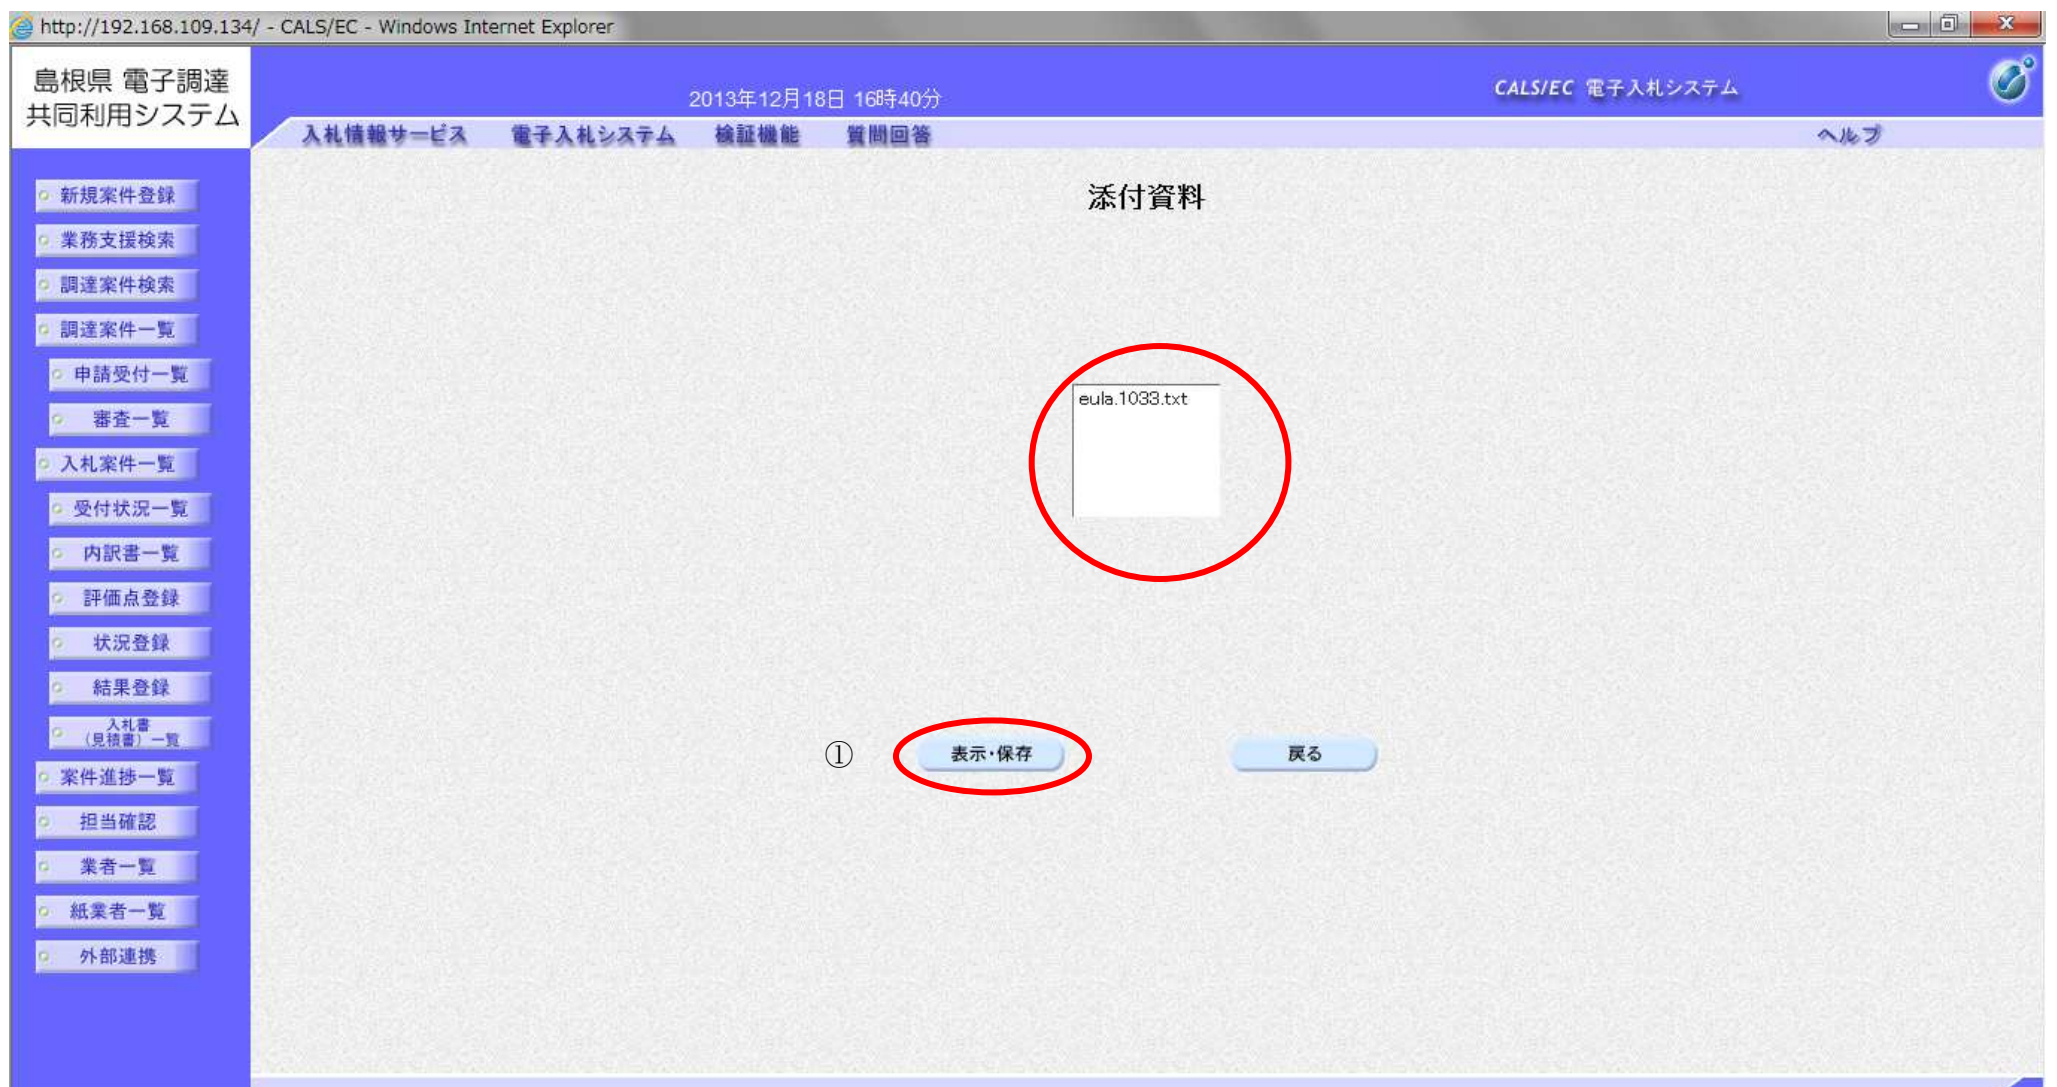 http://192.168.109.134/ - CALS/EC - Windows Internet Explorer
島根県 電子調達
共同利用システム
2013年12月18日 16時40分
CALS/EC 電子入札システム
入札情報サービス 電子入札システム 検証機能 質問回答 ヘルプ
新規案件登録
業務支援検索
調達案件検索
調達案件一覧
申請受付一覧
審査一覧
入札案件一覧
受付状況一覧
内訳書一覧
評価点登録
状況登録
結果登録
入札書
(見積書)一覧
案件進捗一覧
担当確認
業者一覧
紙業者一覧
外部連携
添付資料
eula.1033.txt
① 表示・保存 戻る